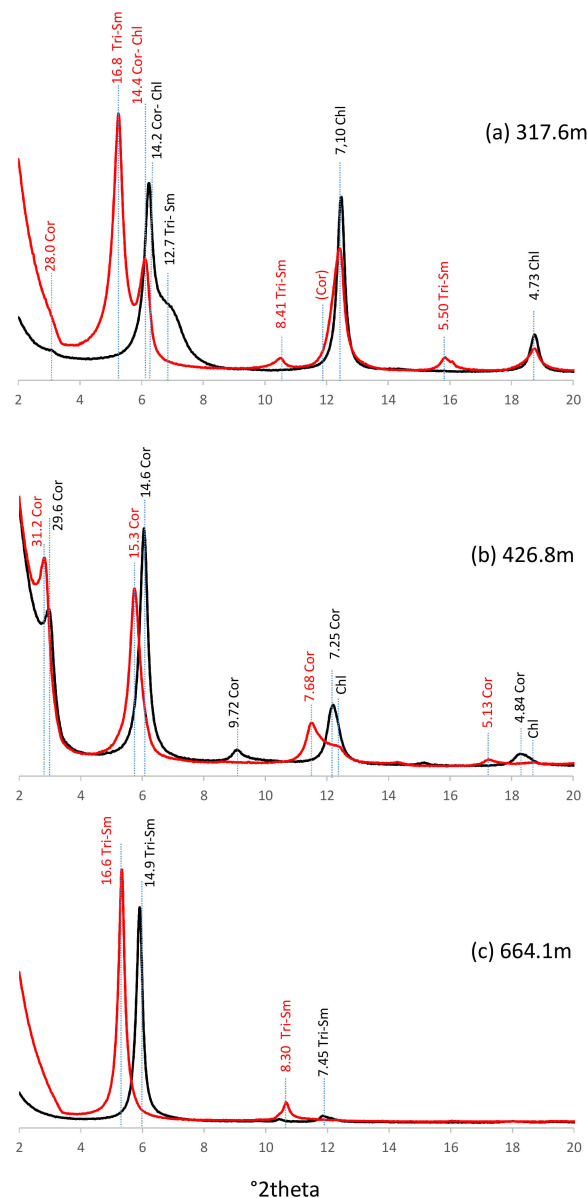 28.0 Cor
16.8 Tri-Sm
14.4 Cor- Chl
14.2 Cor- Chl
12.7 Tri- Sm
8.41 Tri-Sm
(Cor)
7,10 Chl
5.50 Tri-Sm
4.73 Chl
(a) 317.6m
2 4 6 8 10 12 14 16 18 20
31.2 Cor
29.6 Cor
15.3 Cor
14.6 Cor
9.72 Cor
7.68 Cor
7.25 Cor
Chl
5.13 Cor
4.84 Cor
Chl
(b) 426.8m
2 4 6 8 10 12 14 16 18 20
16.6 Tri-Sm
14.9 Tri-Sm
8.30 Tri-Sm
7.45 Tri-Sm
(c) 664.1m
2 4 6 8 10 12 14 16 18 20
°2theta